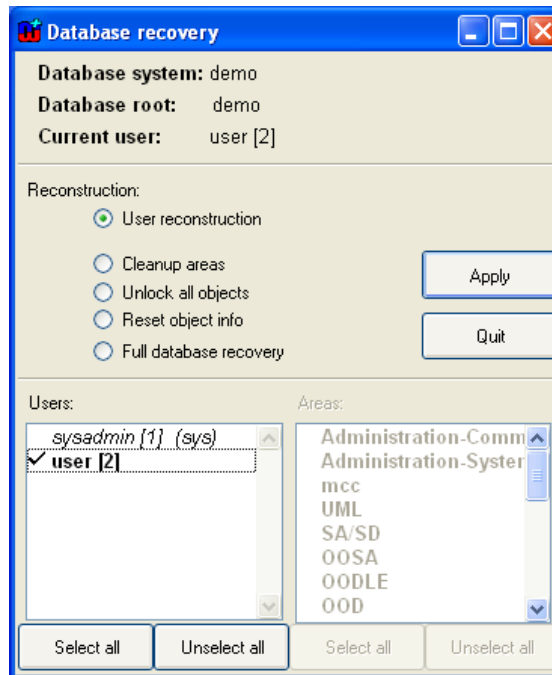 Database recovery
Database system: demo
Database root: demo
Current user: user [2]
Reconstruction:
User reconstruction
Cleanup areas
Unlock all objects
Reset object info
Full database recovery
Apply
Quit
Users:
sysadmin [1] (sys)
user [2]
Areas:
Administration-Comm
Administration-System
mcc
UML
SA/SD
OOSA
OODLE
OOD
Select all
Unselect all
Select all
Unselect all